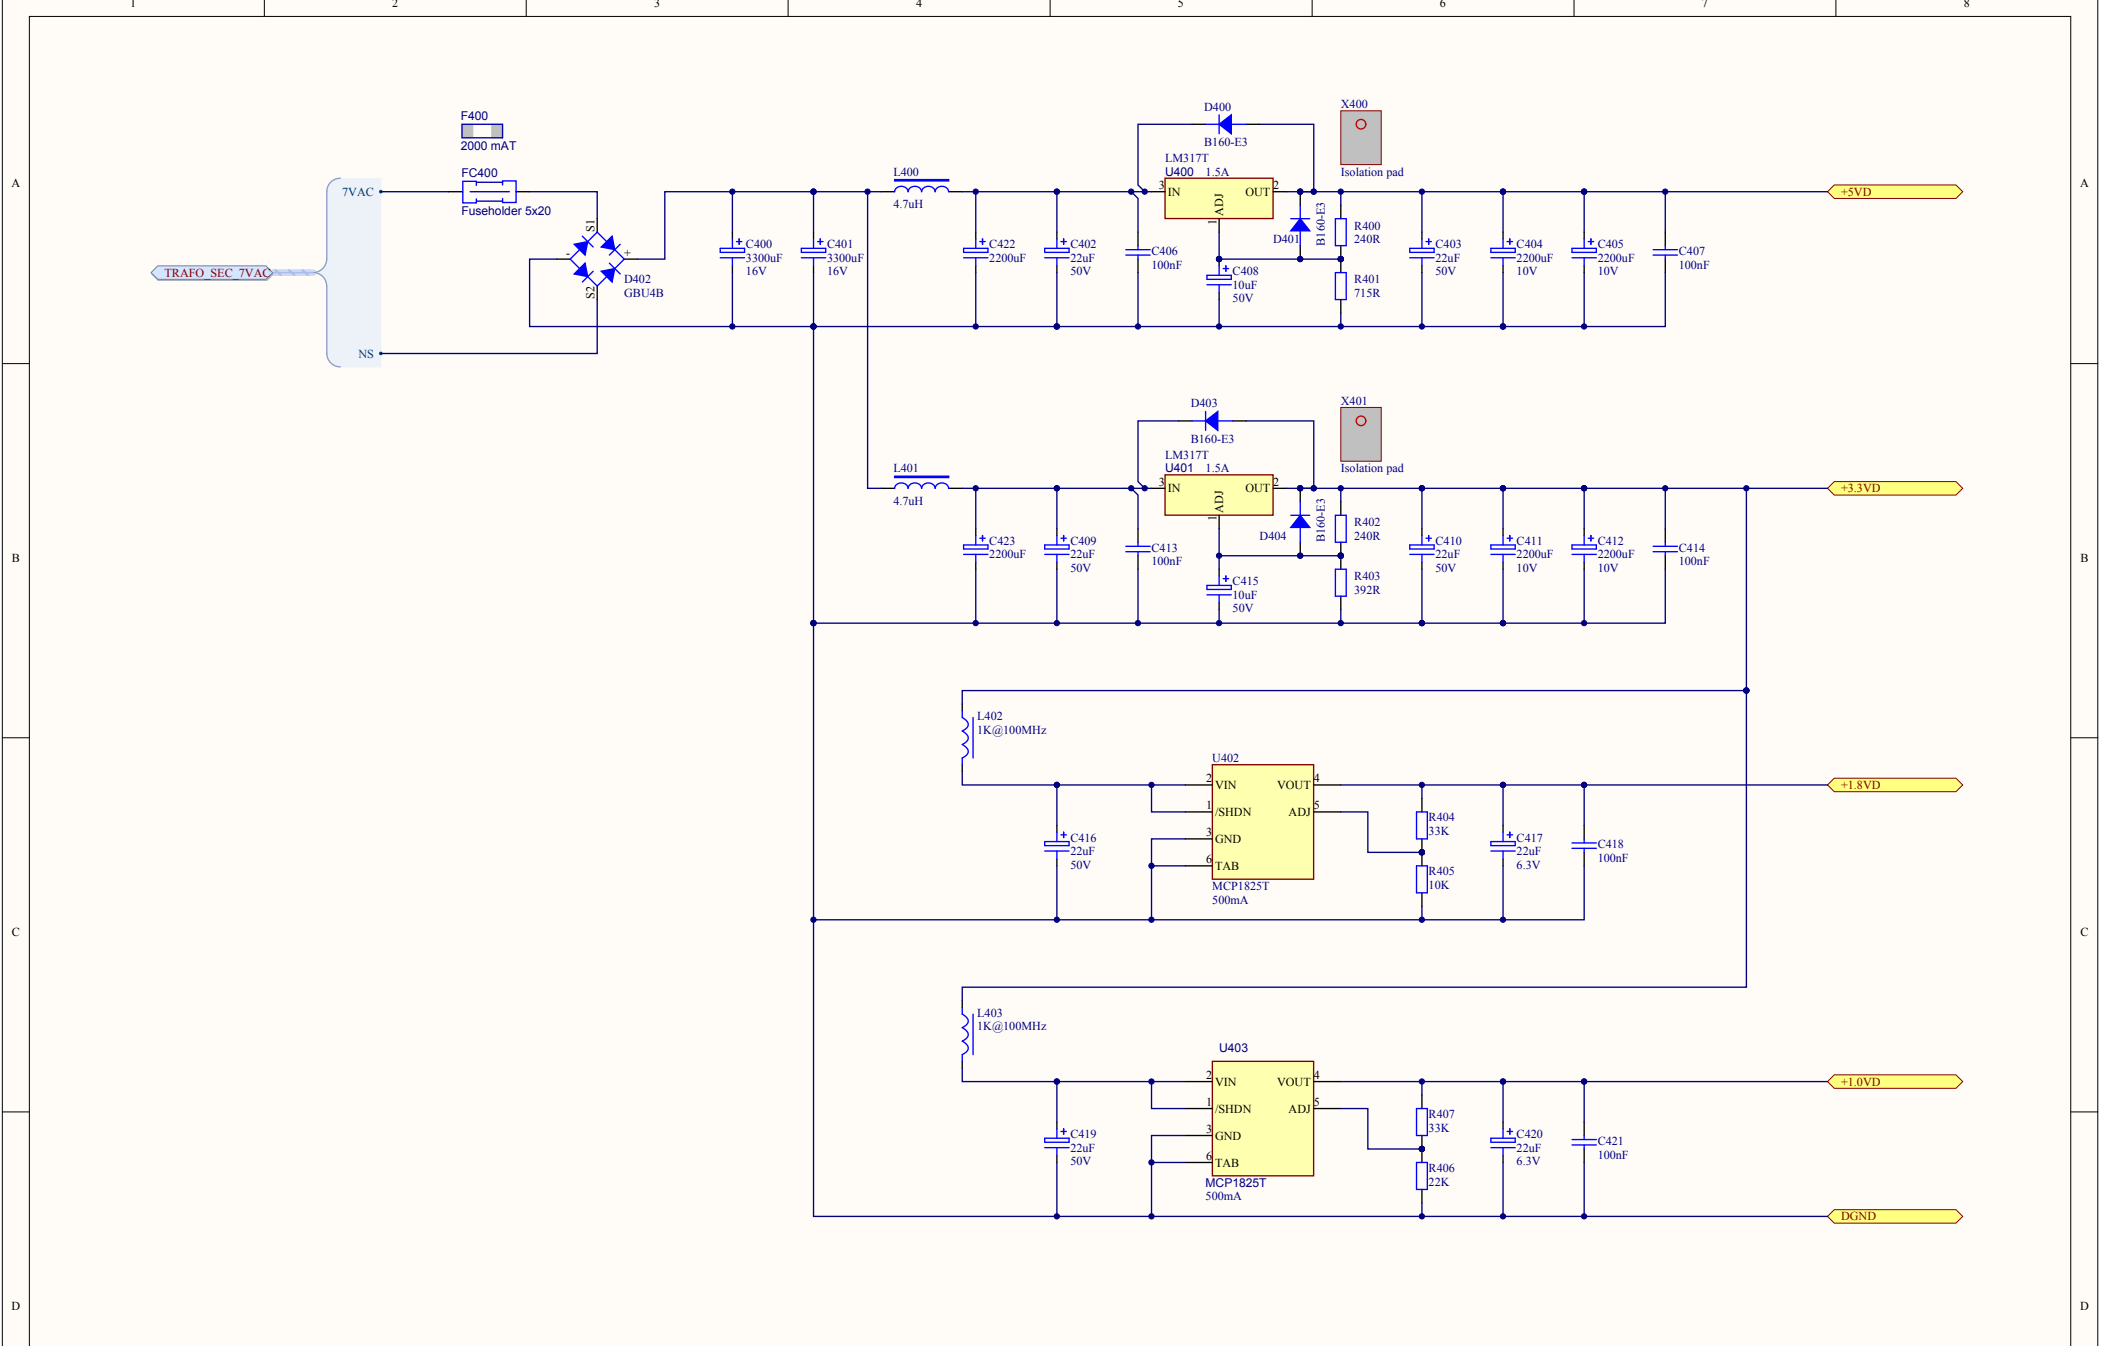 1 2 3 4 5 6 7 8
A
A
B
B
C
C
D
D
TRAFO_SEC_7VAC
7VAC
NS
F400
2000 mAT
FC400
Fuseholder 5x20
S1
S2
-
+
D402
GBU4B
+
C400
3300uF
16V
+
C401
3300uF
16V
L400
4.7uH
+
C422
2200uF
+
C402
22uF
50V
C406
100nF
D400
B160-E3
LM317T
U400 1.5A
3
IN
OUT
2
ADJ
1
+
C408
10uF
50V
D401
B160-E3
X400
Isolation pad
R400
240R
R401
715R
+
C403
22uF
50V
+
C404
2200uF
10V
+
C405
2200uF
10V
C407
100nF
+5VD
L401
4.7uH
+
C423
2200uF
+
C409
22uF
50V
C413
100nF
D403
B160-E3
LM317T
U401 1.5A
3
IN
OUT
2
ADJ
1
+
C415
10uF
50V
D404
B160-E3
X401
Isolation pad
R402
240R
R403
392R
+
C410
22uF
50V
+
C411
2200uF
10V
+
C412
2200uF
10V
C414
100nF
+3.3VD
L402
1K@100MHz
+
C416
22uF
50V
U402
2
VIN
1
/SHDN
3
GND
6
TAB
VOUT
4
ADJ
5
MCP1825T
500mA
R404
33K
R405
10K
+
C417
22uF
6.3V
C418
100nF
+1.8VD
L403
1K@100MHz
+
C419
22uF
50V
U403
2
VIN
1
/SHDN
3
GND
6
TAB
VOUT
4
ADJ
5
MCP1825T
500mA
R407
33K
R406
22K
+
C420
22uF
6.3V
C421
100nF
+1.0VD
DGND